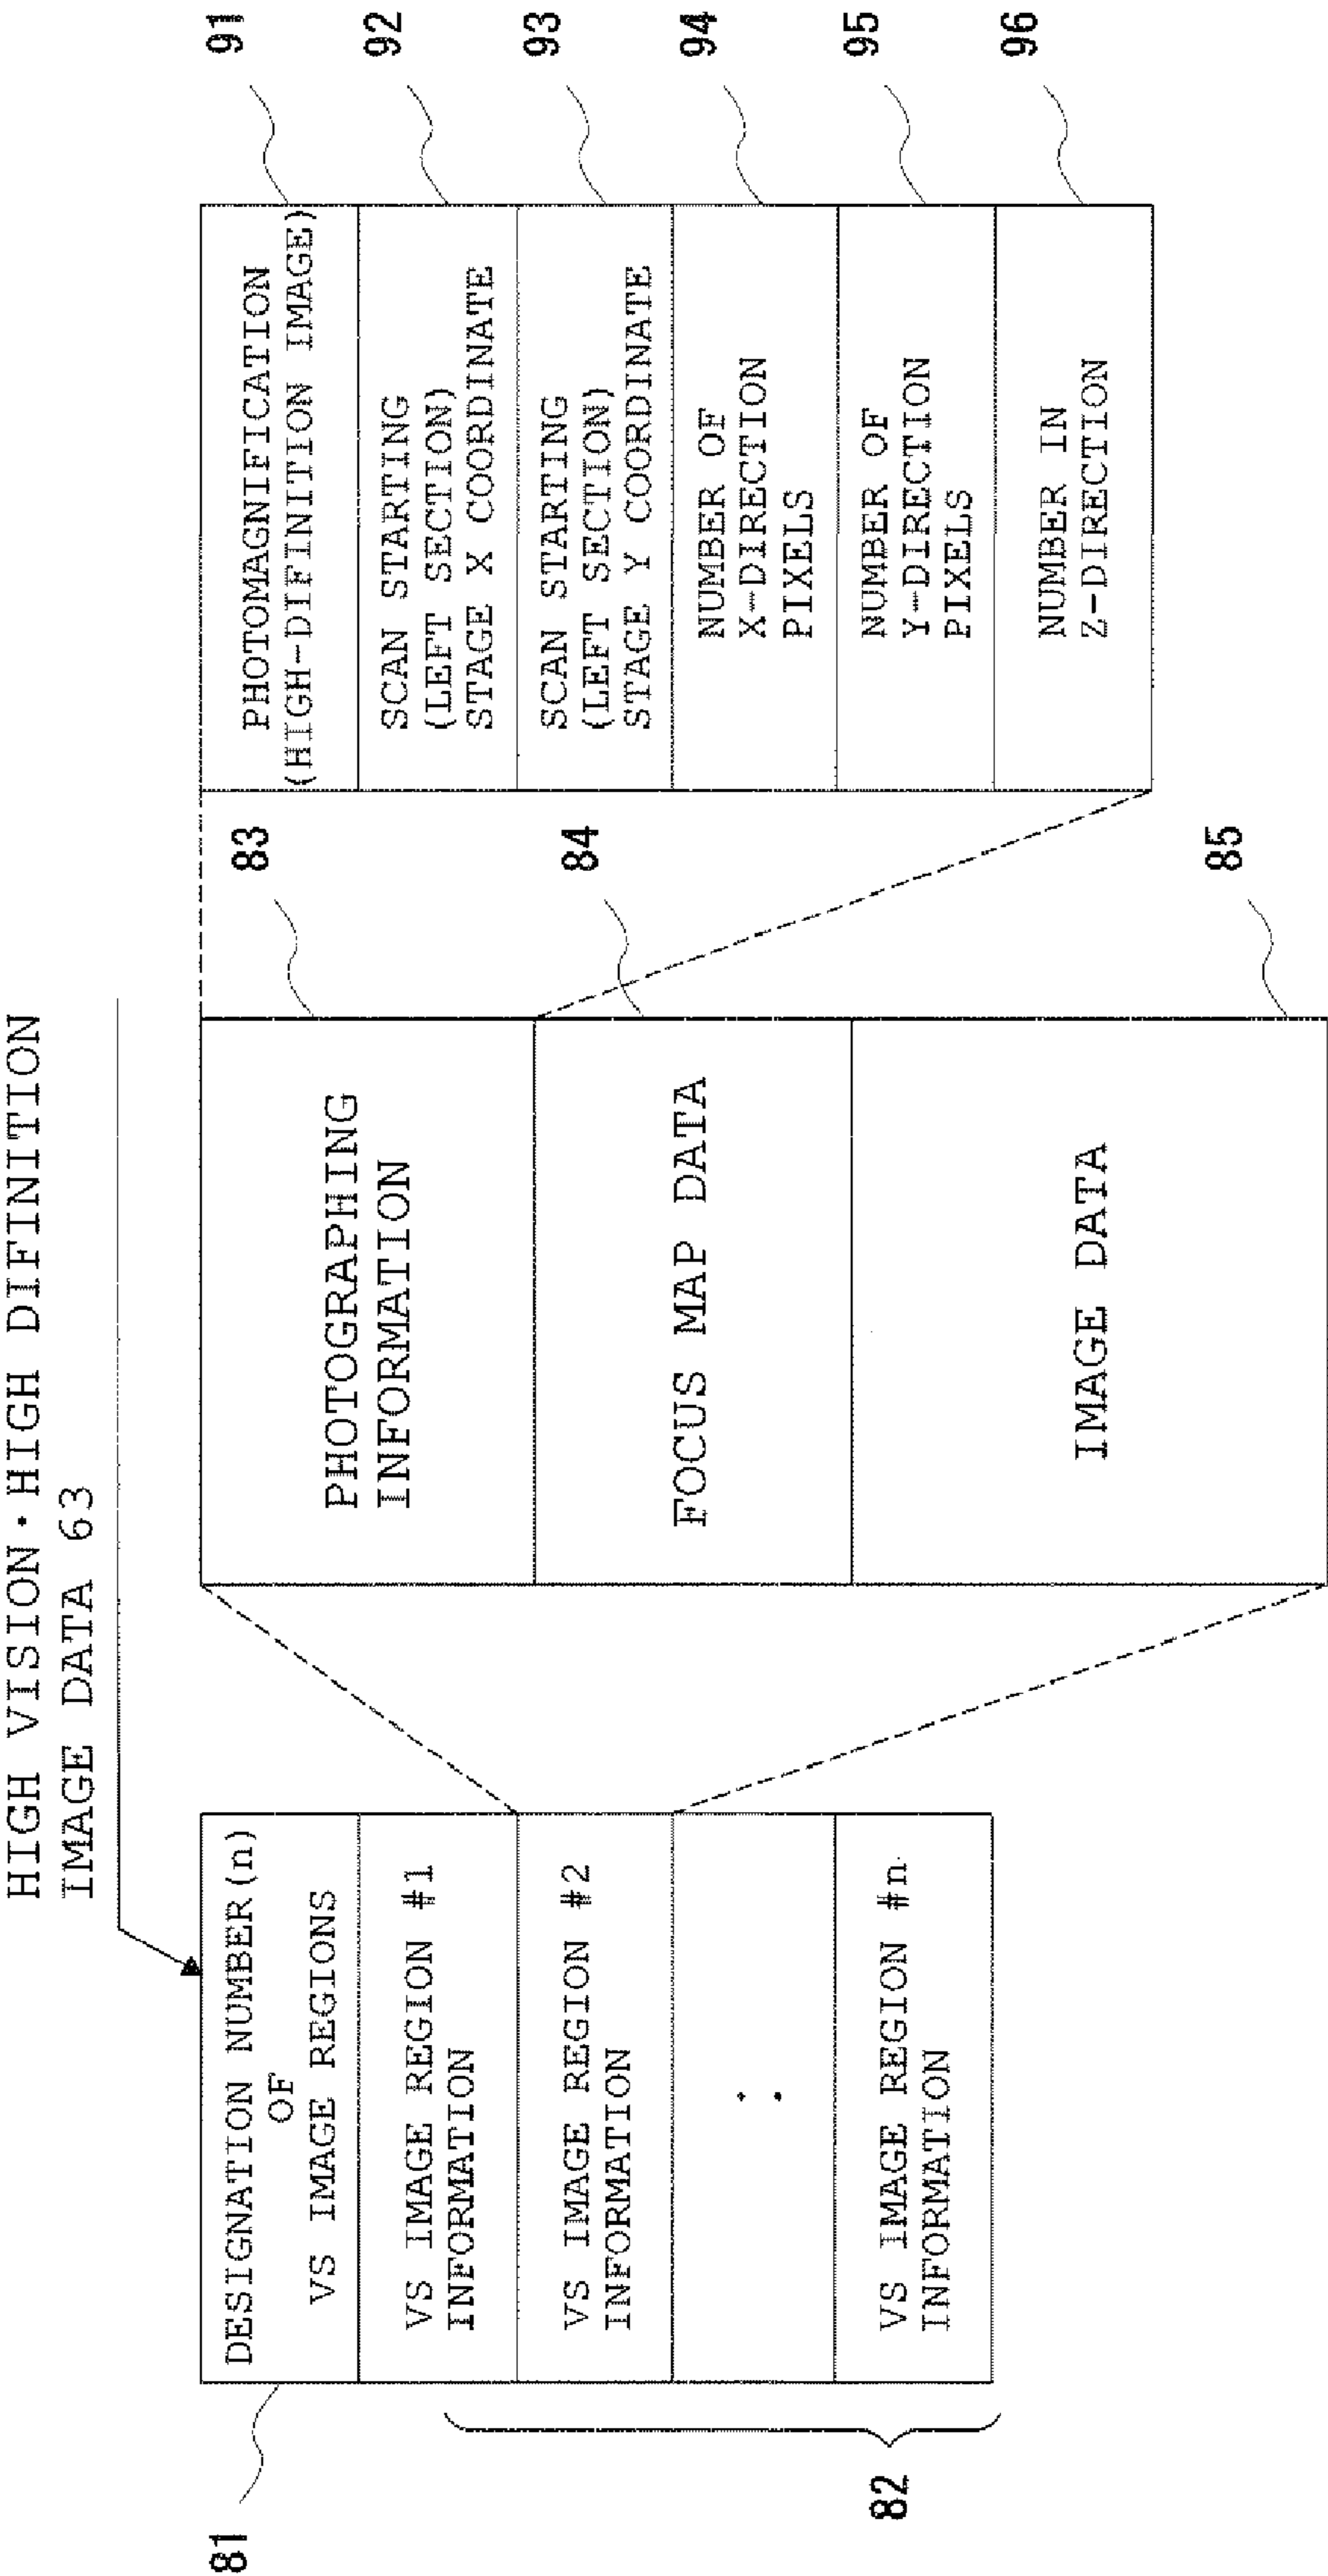 HIGH VISION・HIGH DIFINITION
IMAGE DATA 63
81
DESIGNATION NUMBER(n)
OF
VS IMAGE REGIONS
VS IMAGE REGION #1
INFORMATION
VS IMAGE REGION #2
INFORMATION
:
VS IMAGE REGION #n
INFORMATION
82
PHOTOGRAPHING
INFORMATION
83
FOCUS MAP DATA
84
IMAGE DATA
85
PHOTOMAGNIFICATION
(HIGH-DIFINITION IMAGE)
91
SCAN STARTING
(LEFT SECTION)
STAGE X COORDINATE
92
SCAN STARTING
(LEFT SECTION)
STAGE Y COORDINATE
93
NUMBER OF
X-DIRECTION
PIXELS
94
NUMBER OF
Y-DIRECTION
PIXELS
95
NUMBER IN
Z-DIRECTION
96